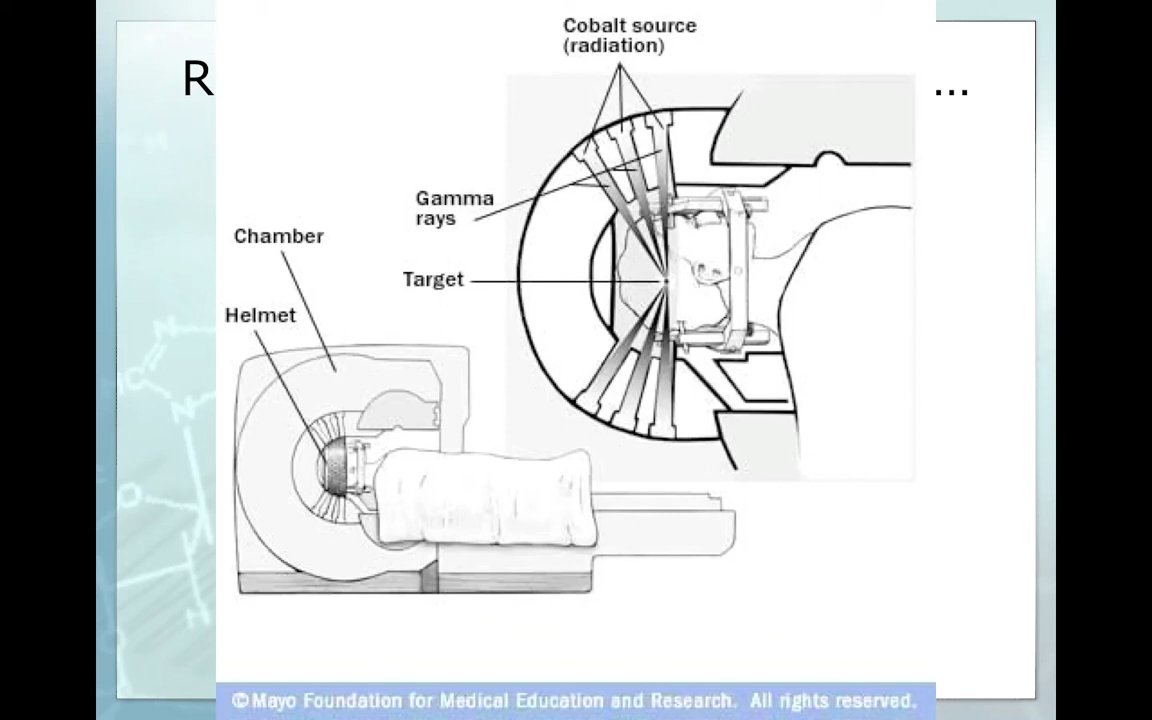 R
...
Cobalt source
(radiation)
Gamma
rays
Chamber
Target
Helmet
N
N
O
N
©Mayo Foundation for Medical Education and Research. All rights reserved.